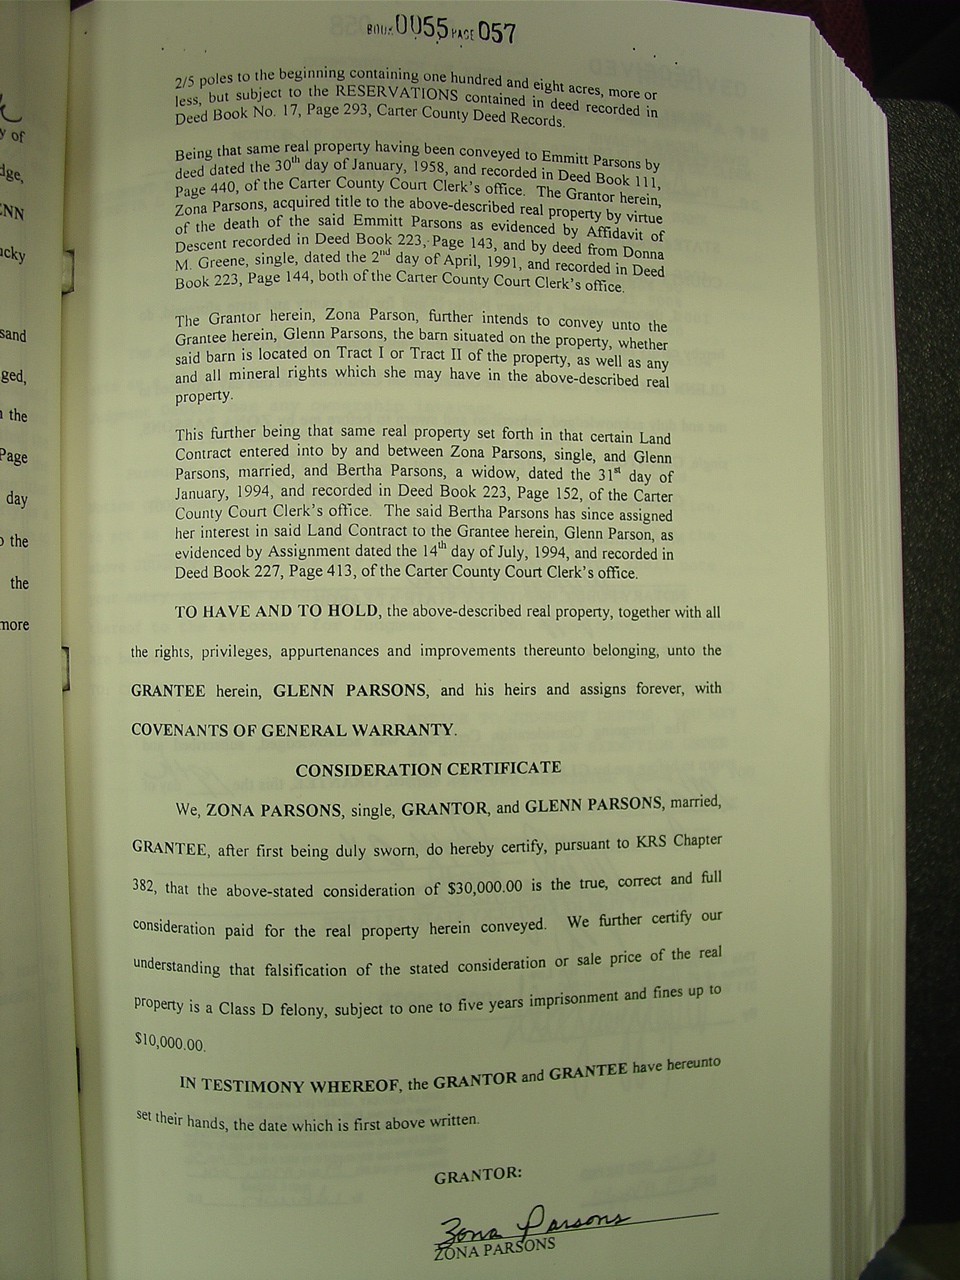 BOOK 0055 PAGE 057
2/5 poles to the beginning containing one hundred and eight acres, more or
less, but subject to the RESERVATIONS contained in deed recorded in
Deed Book No. 17, Page 293, Carter County Deed Records.
Being that same real property having been conveyed to Emmitt Parsons by
deed dated the 30th day of January, 1958, and recorded in Deed Book 111,
Page 440, of the Carter County Court Clerk's office. The Grantor herein,
Zona Parsons, acquired title to the above-described real property by virtue
of the death of the said Emmitt Parsons as evidenced by Affidavit of
Descent recorded in Deed Book 223, Page 143, and by deed from Donna
M. Greene, single, dated the 2nd day of April, 1991, and recorded in Deed
Book 223, Page 144, both of the Carter County Court Clerk's office.
The Grantor herein, Zona Parson, further intends to convey unto the
Grantee herein, Glenn Parsons, the barn situated on the property, whether
said barn is located on Tract I or Tract II of the property, as well as any
and all mineral rights which she may have in the above-described real
property.
This further being that same real property set forth in that certain Land
Contract entered into by and between Zona Parsons, single, and Glenn
Parsons, married, and Bertha Parsons, a widow, dated the 31st day of
January, 1994, and recorded in Deed Book 223, Page 152, of the Carter
County Court Clerk's office. The said Bertha Parsons has since assigned
her interest in said Land Contract to the Grantee herein, Glenn Parson, as
evidenced by Assignment dated the 14th day of July, 1994, and recorded in
Deed Book 227, Page 413, of the Carter County Court Clerk's office.
TO HAVE AND TO HOLD, the above-described real property, together with all
the rights, privileges, appurtenances and improvements thereunto belonging, unto the
GRANTEE herein, GLENN PARSONS, and his heirs and assigns forever, with
COVENANTS OF GENERAL WARRANTY.
CONSIDERATION CERTIFICATE
We, ZONA PARSONS, single, GRANTOR, and GLENN PARSONS, married,
GRANTEE, after first being duly sworn, do hereby certify, pursuant to KRS Chapter
382, that the above-stated consideration of $30,000.00 is the true, correct and full
consideration paid for the real property herein conveyed. We further certify our
understanding that falsification of the stated consideration or sale price of the real
property is a Class D felony, subject to one to five years imprisonment and fines up to
$10,000.00.
IN TESTIMONY WHEREOF, the GRANTOR and GRANTEE have hereunto
set their hands, the date which is first above written.
GRANTOR:
Zona Parsons
ZONA PARSONS
y of
dge,
ENN
ucky
sand
ged,
the
Page
day
the
the
more